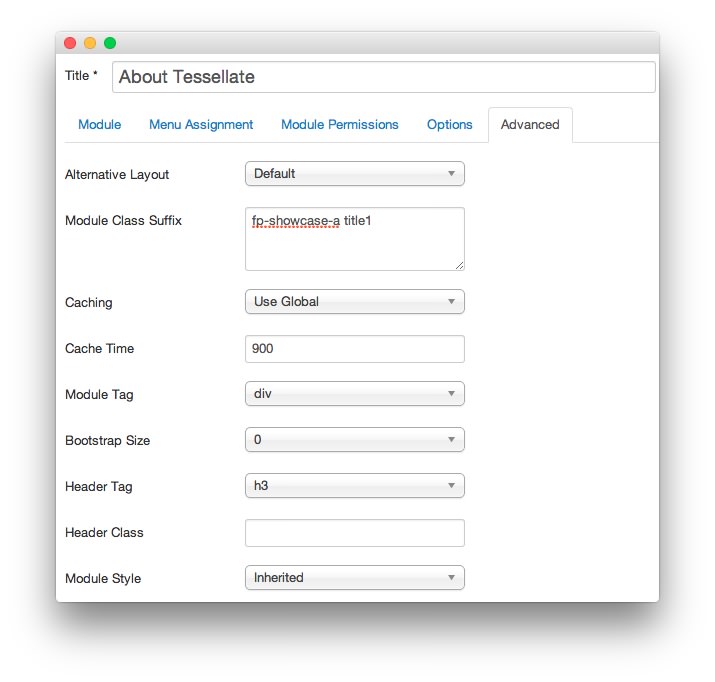 Title * About Tessellate
Module Menu Assignment Module Permissions Options Advanced
Alternative Layout Default
Module Class Suffix fp-showcase-a title1
Caching Use Global
Cache Time 900
Module Tag div
Bootstrap Size 0
Header Tag h3
Header Class
Module Style Inherited